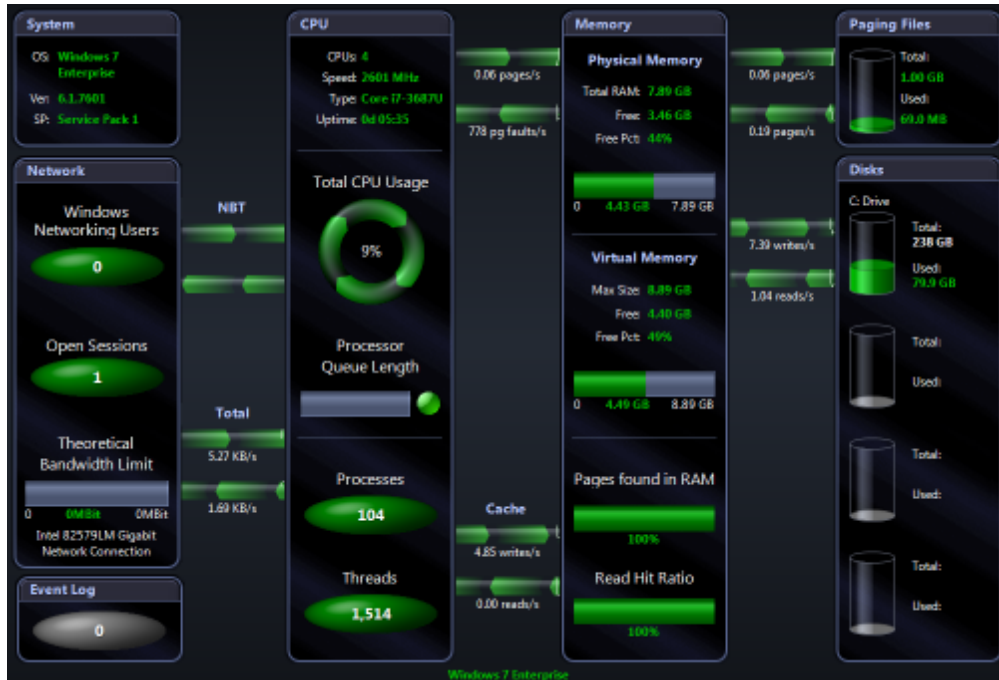 System
OS: Windows 7
Enterprise
Ver: 6.1.7601
SP: Service Pack 1
Network
Windows
Networking Users
0
Open Sessions
1
Theoretical
Bandwidth Limit
0 0MBit 0MBit
Intel 82579LM Gigabit
Network Connection
Event Log
0
NBT
Total
5.27 KB/s
1.69 KB/s
CPU
CPUs: 4
Speed: 2601 MHz
Type: Core i7-3687U
Uptime: 0d 05:35
Total CPU Usage
9%
Processor
Queue Length
Processes
104
Threads
1,514
0.06 pages/s
778 pg faults/s
Cache
4.85 writes/s
0.00 reads/s
Memory
Physical Memory
Total RAM: 7.89 GB
Free: 3.46 GB
Free Pct: 44%
0 4.43 GB 7.89 GB
Virtual Memory
Max Size: 8.89 GB
Free: 4.40 GB
Free Pct: 49%
0 4.49 GB 8.89 GB
Pages found in RAM
100%
Read Hit Ratio
100%
0.06 pages/s
0.19 pages/s
7.39 writes/s
1.04 reads/s
Paging Files
Total:
1.00 GB
Used:
69.0 MB
Disks
C: Drive
Total:
238 GB
Used:
79.9 GB
Total:
Used:
Total:
Used:
Total:
Used:
Windows 7 Enterprise